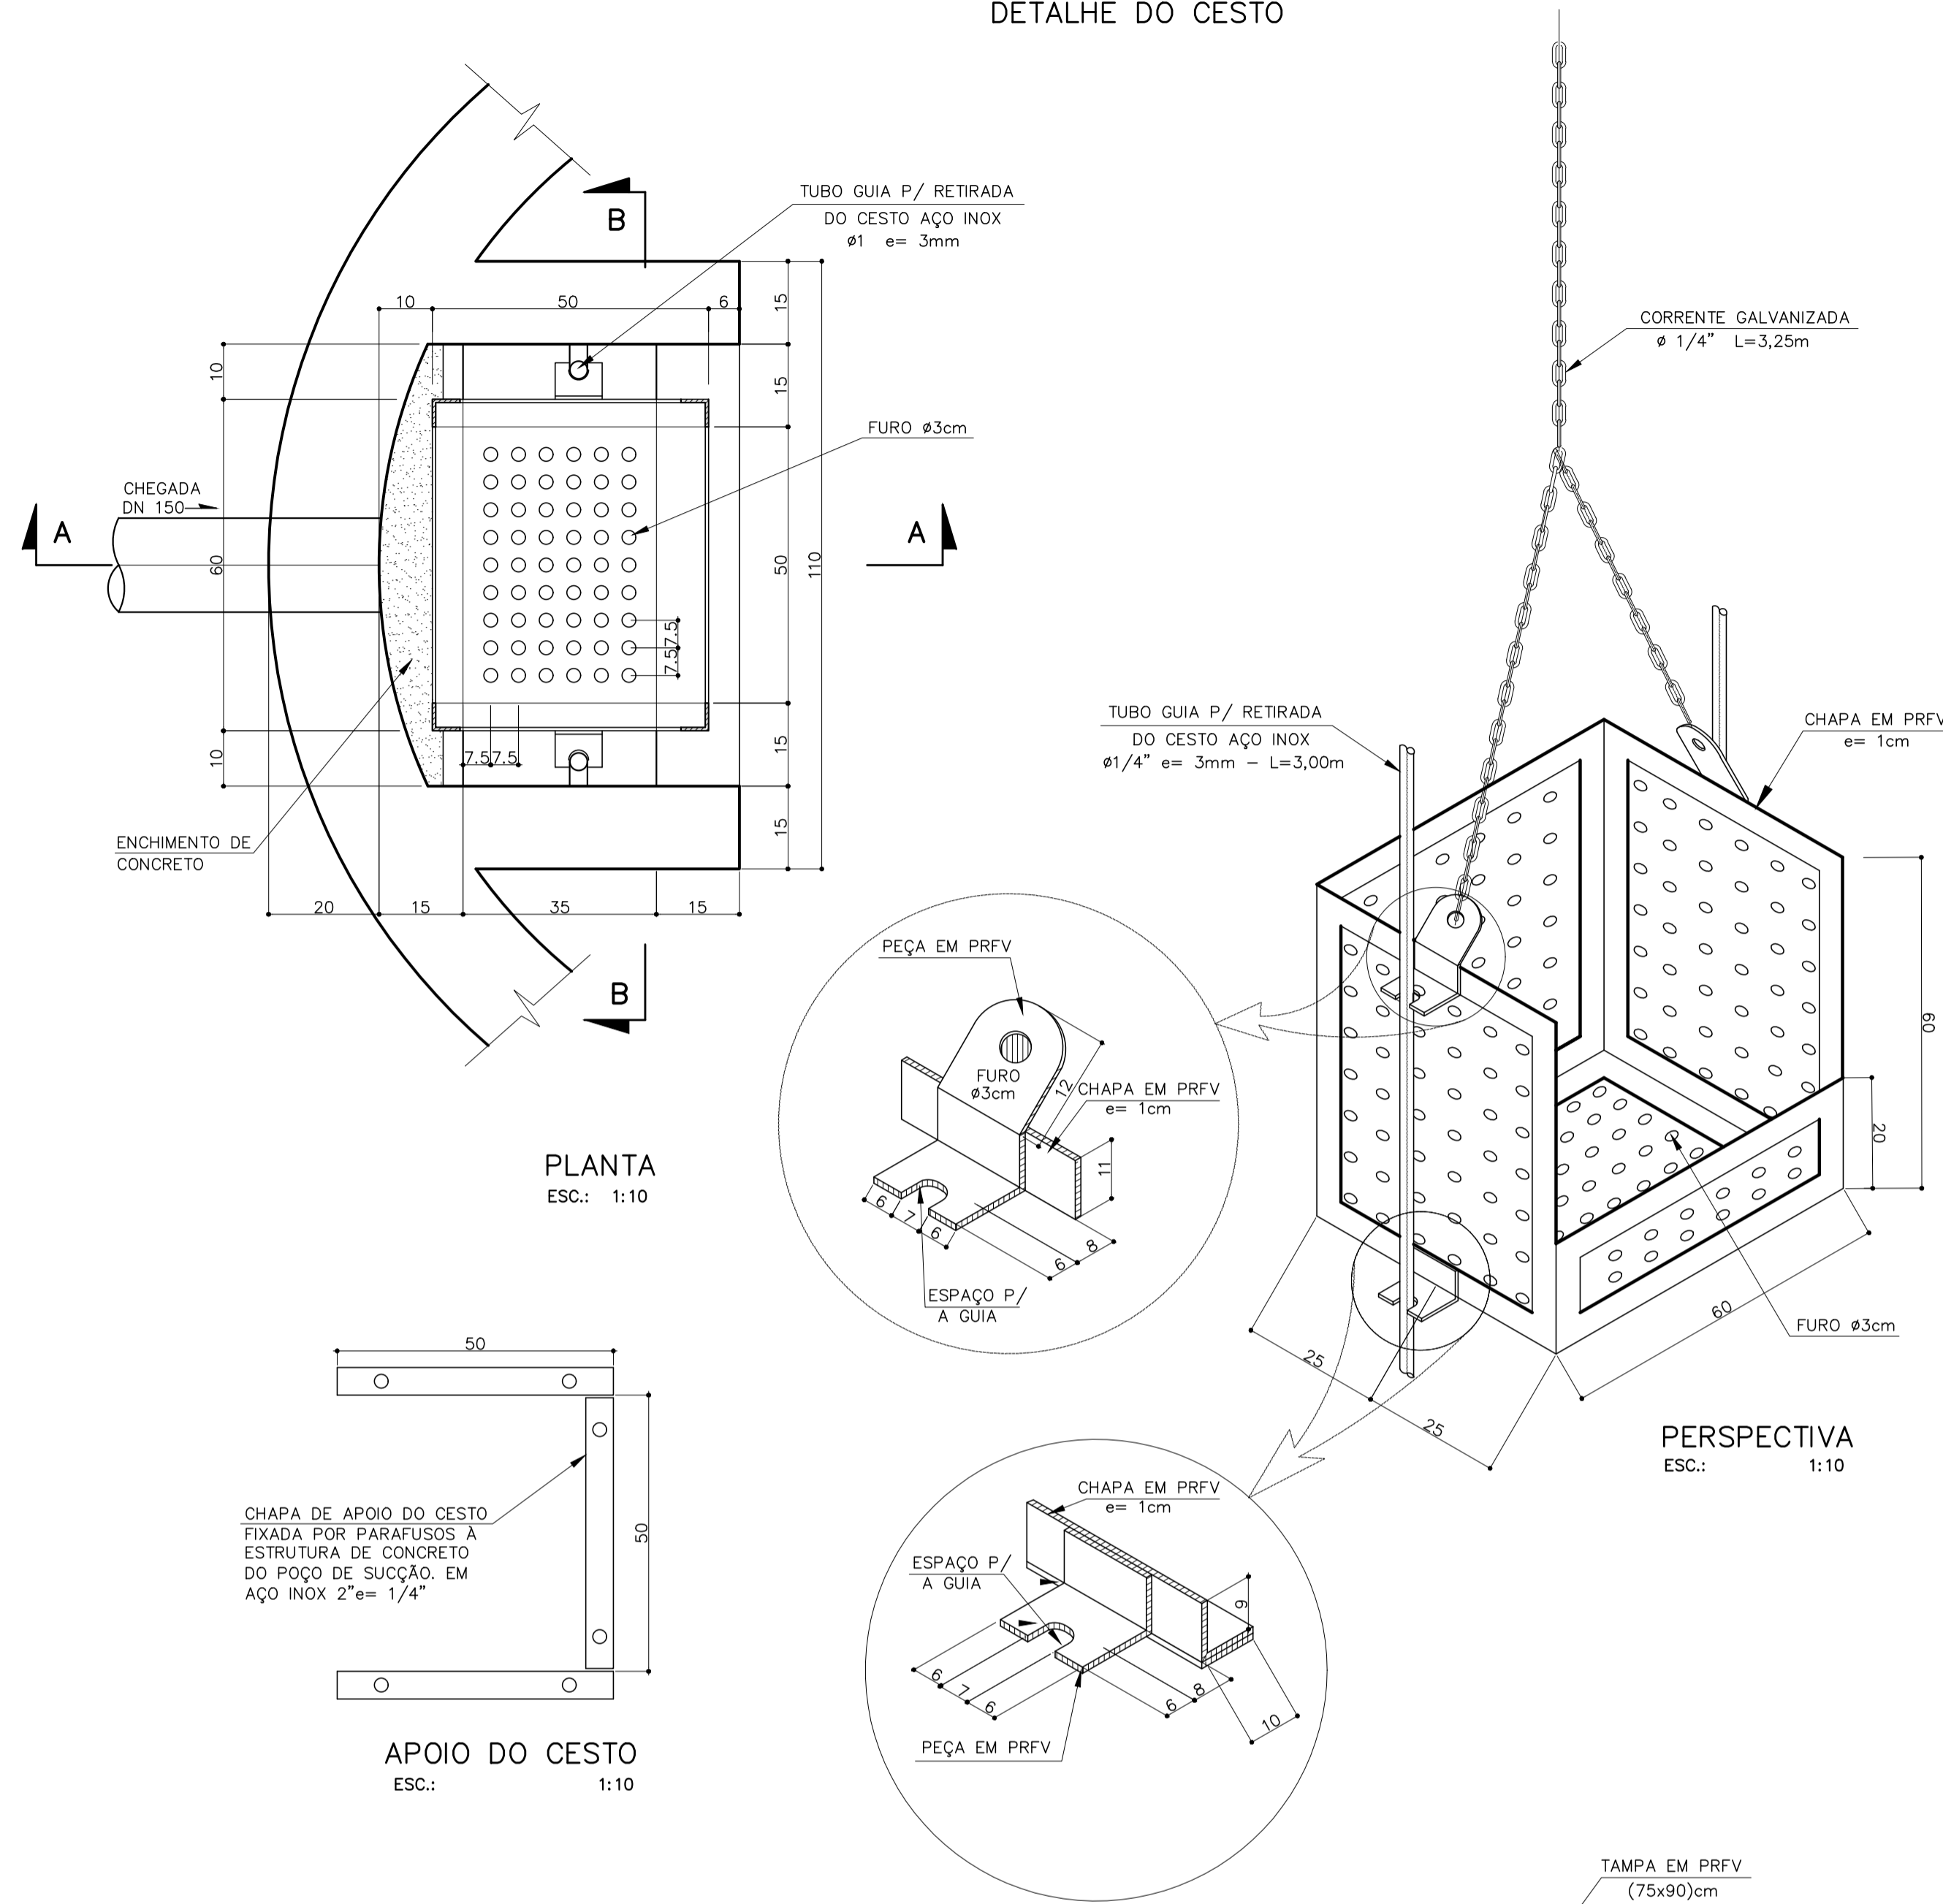 DETALHE DO CESTO
TUBO GUIA P/ RETIRADA
DO CESTO AÇO INOX
ø1 e= 3mm
B
10
50
6
15
10
15
FURO ø3cm
CHEGADA
DN 150
A
A
60
50
110
7.5
7.5
10
7.5
7.5
15
15
ENCHIMENTO DE
CONCRETO
20
15
35
15
B
PLANTA
ESC.: 1:10
CORRENTE GALVANIZADA
ø 1/4" L=3,25m
TUBO GUIA P/ RETIRADA
DO CESTO AÇO INOX
ø1/4" e= 3mm – L=3,00m
CHAPA EM PRFV
e= 1cm
60
20
60
FURO ø3cm
25
25
PERSPECTIVA
ESC.: 1:10
PEÇA EM PRFV
FURO
ø3cm
12
CHAPA EM PRFV
e= 1cm
11
6
7
6
6
8
ESPAÇO P/
A GUIA
50
50
CHAPA DE APOIO DO CESTO
FIXADA POR PARAFUSOS À
ESTRUTURA DE CONCRETO
DO POÇO DE SUCÇÃO. EM
AÇO INOX 2"e= 1/4"
APOIO DO CESTO
ESC.: 1:10
CHAPA EM PRFV
e= 1cm
ESPAÇO P/
A GUIA
6
6
7
6
6
8
10
PEÇA EM PRFV
TAMPA EM PRFV
(75x90)cm